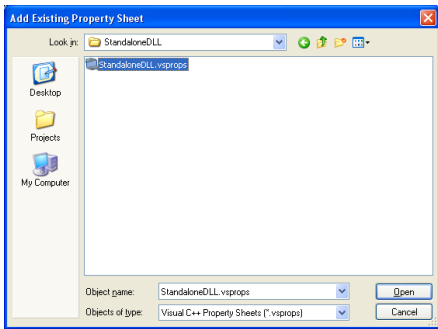 Add Existing Property Sheet
Look in: StandaloneDLL
StandaloneDLL.vsprops
Desktop
Projects
My Computer
Object name: StandaloneDLL.vsprops Open
Objects of type: Visual C++ Property Sheets (*.vsprops) Cancel